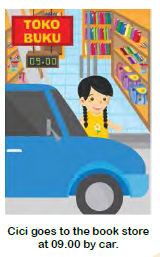 TOKO
BUKU
09.00
Cici goes to the book store
at 09.00 by car.